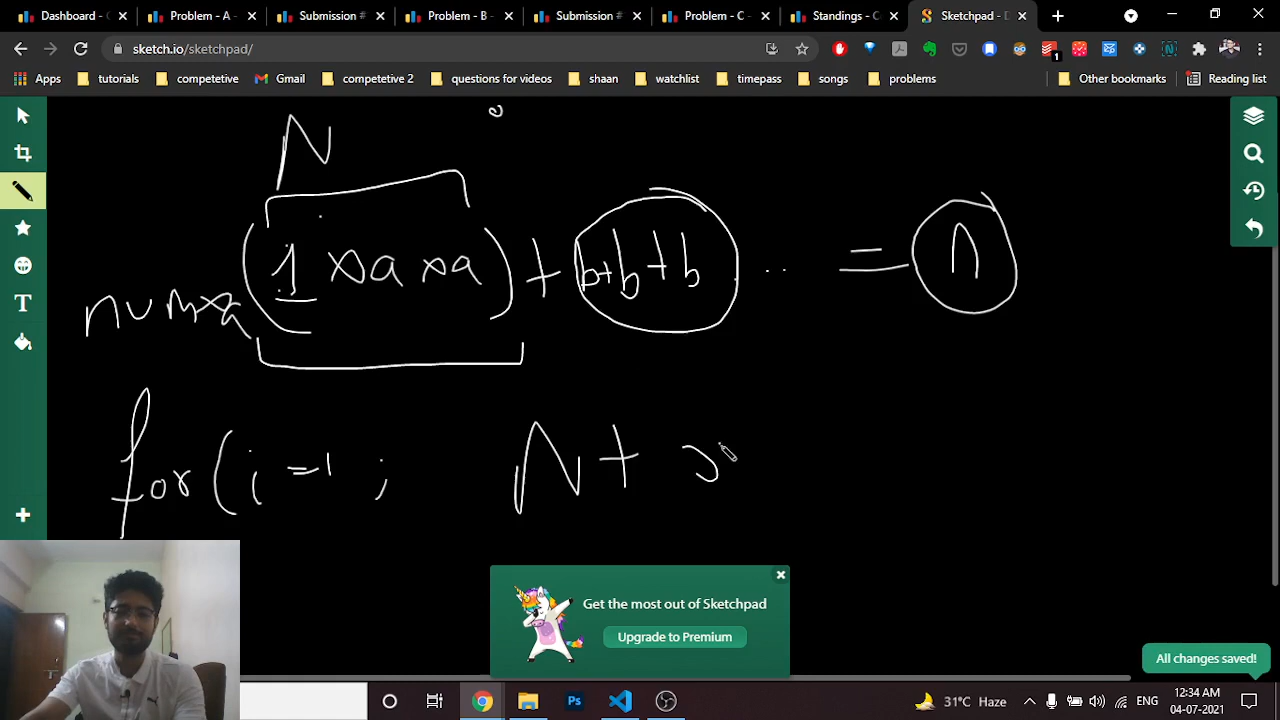 Dashboard - C
Problem - A -
Submission #
Problem - B -
Submission #
Problem - C -
Standings - C
Sketchpad - D
sketch.io/sketchpad/
1
Apps
tutorials
competetive
Gmail
competetive 2
questions for videos
shaan
watchlist
timepass
songs
problems
Other bookmarks
Reading list
N
num×a (1 ×a ×a) + b+b+b ... = n
for (i=1 ; N+ x
T
Get the most out of Sketchpad
Upgrade to Premium
All changes saved!
Ps
31°C Haze
ENG
12:34 AM
04-07-2021